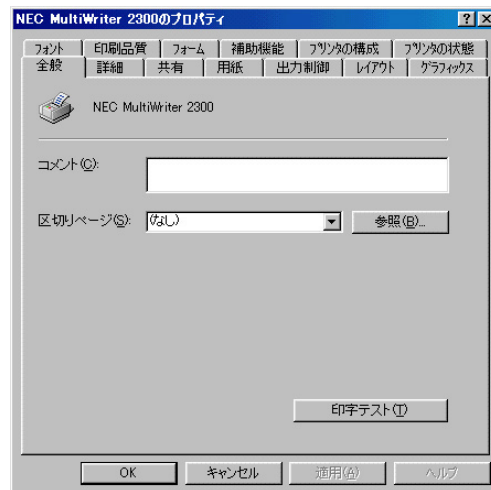 NEC MultiWriter 2300のプロパティ
ﾌｫﾝﾄ 印刷品質 ﾌｫｰﾑ 補助機能 ﾌﾟﾘﾝﾀの構成 ﾌﾟﾘﾝﾀの状態
全般 詳細 共有 用紙 出力制御 ﾚｲｱｳﾄ ｸﾞﾗﾌｨｯｸｽ
NEC MultiWriter 2300
コメント(C):
区切りページ(S): (なし) 参照(B)...
印字テスト(T)
OK キャンセル 適用(A) ヘルプ